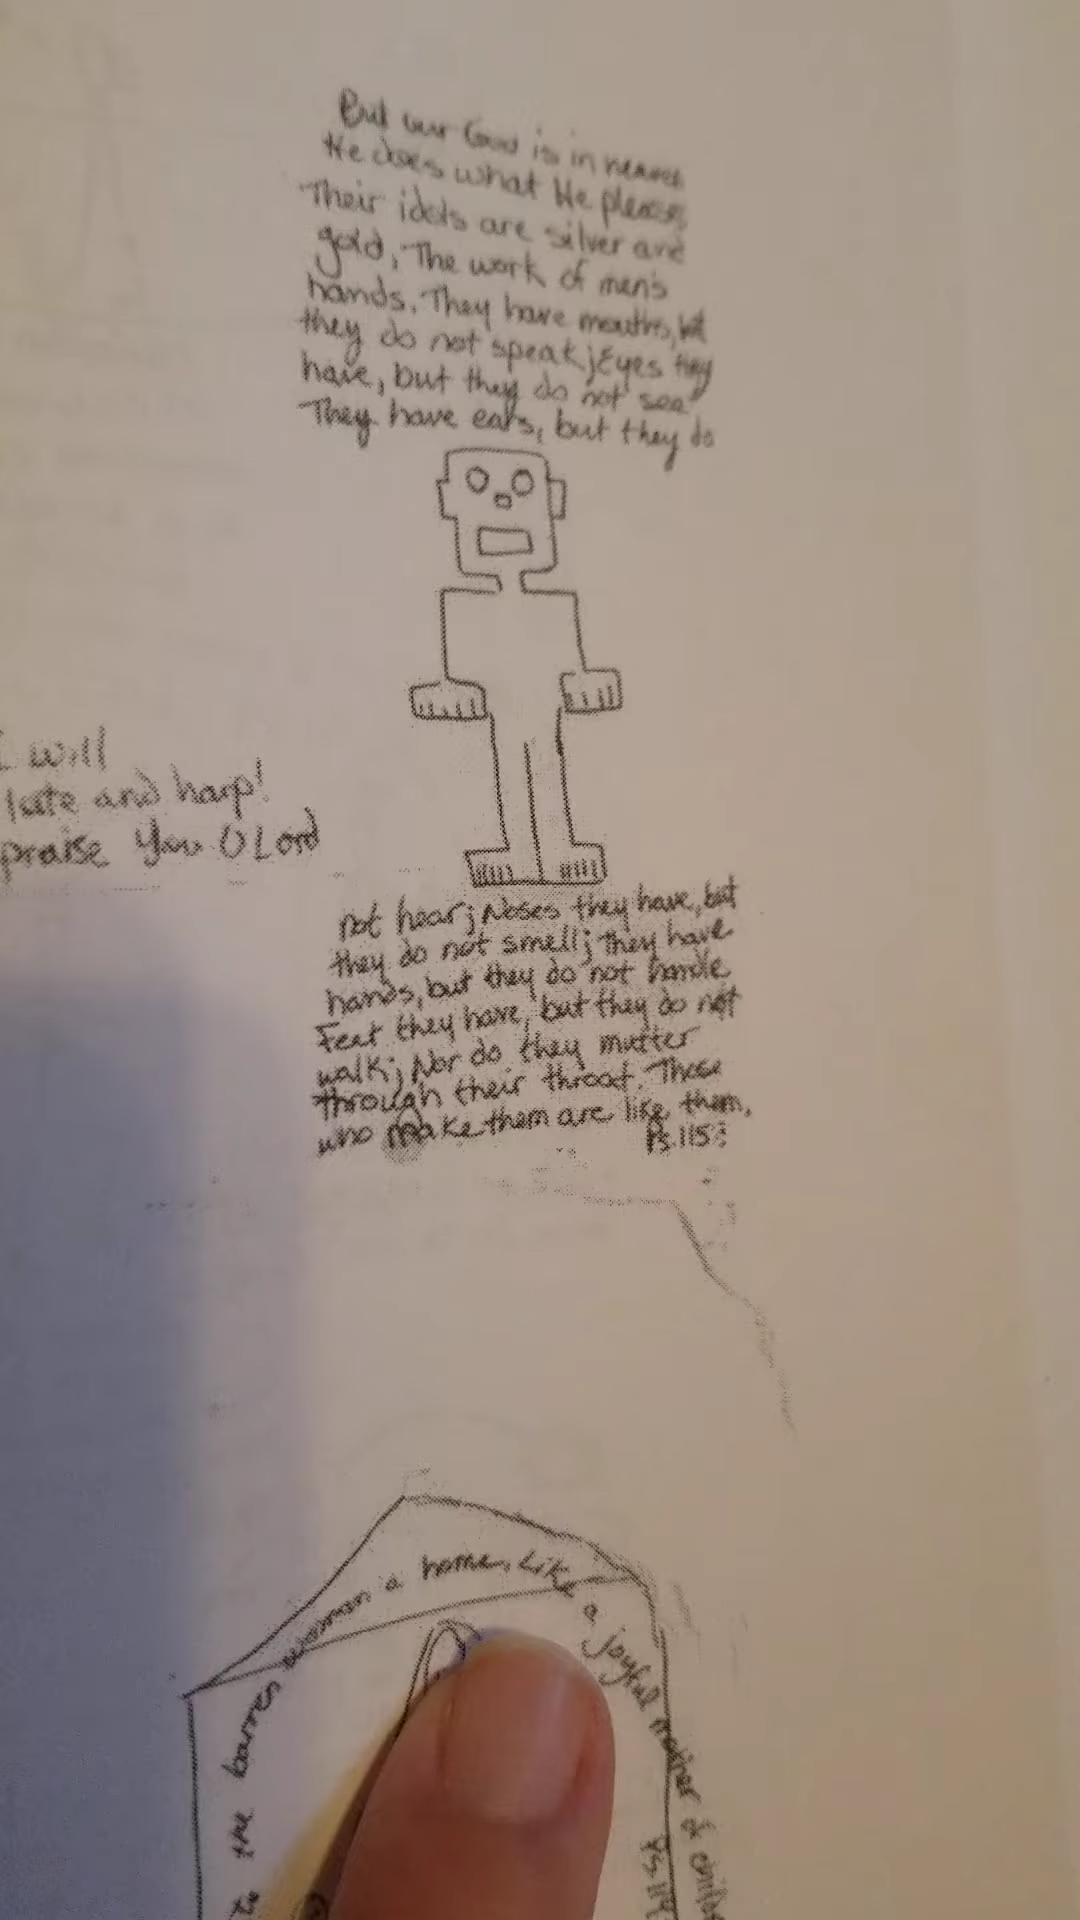 But our God is in heaven
He does what He pleases
Their idols are silver and
gold, The work of men's
hands. They have mouths, but
they do not speak; Eyes they
have, but they do not see
They have ears, but they do
I will
lute and harp!
praise You O Lord
not hear; Noses they have, but
they do not smell; They have
hands, but they do not handle
Feet they have, but they do not
walk; Nor do they mutter
through their throat. Those
who make them are like them,
Ps. 115:
the barren woman a home, Like a joyful mother of